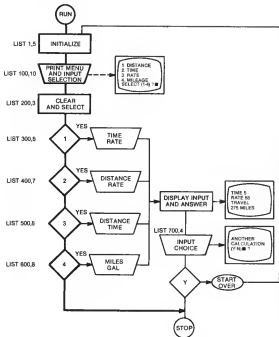 RUN
LIST 1,5
INITIALIZE
LIST 100,10
PRINT MENU
AND INPUT
SELECTION
1 DISTANCE
2 TIME
3 RATE
4 MILEAGE
SELECT (1-4) ?
LIST 200,3
CLEAR
AND SELECT
LIST 300,8
1
YES
TIME
RATE
LIST 400,7
2
YES
DISTANCE
RATE
DISPLAY INPUT
AND ANSWER
TIME 5
RATE 55
TRAVEL
275 MILES
LIST 500,6
3
YES
DISTANCE
TIME
LIST 700,4
INPUT
CHOICE
ANOTHER
CALCULATION
LIST 600,8
4
YES
MILES
GAL
Y
START
OVER
STOP